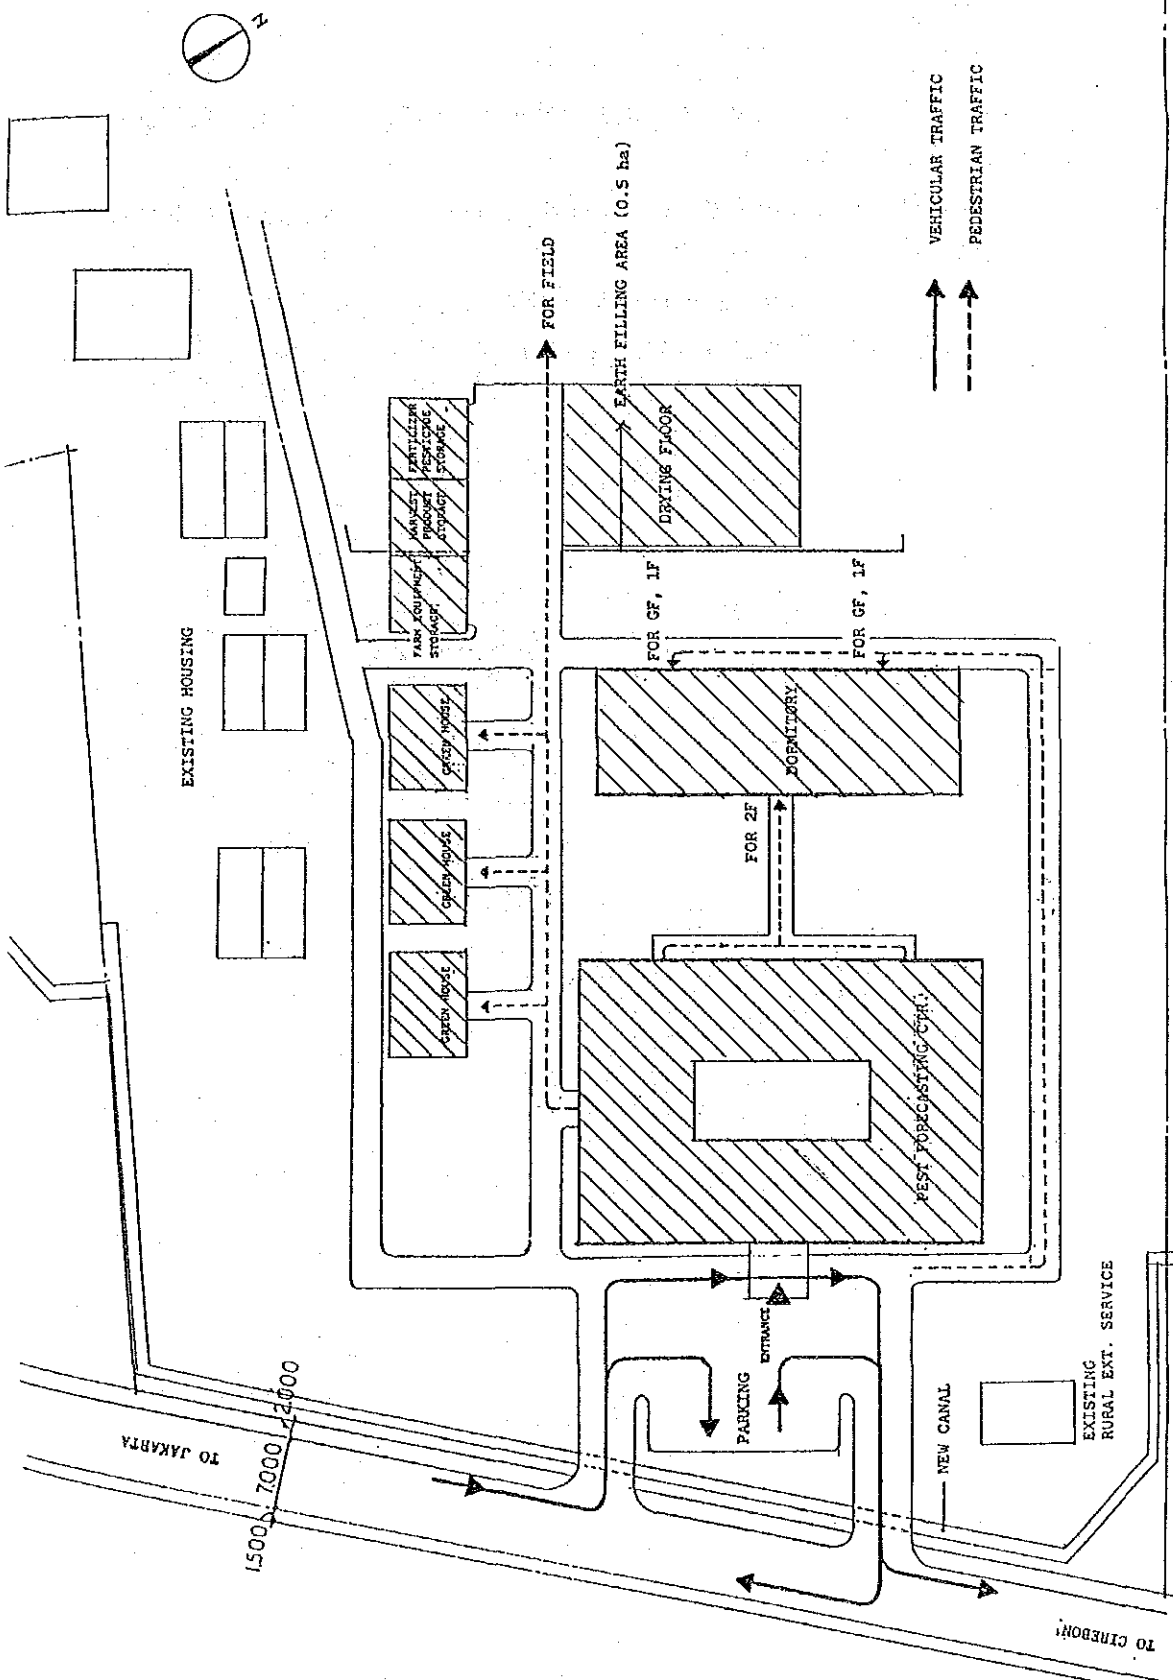 N
VEHICULAR TRAFFIC
PEDESTRIAN TRAFFIC
FOR FIELD
EARTH FILLING AREA (0.5 ha)
EXISTING HOUSING
FARM EQUIPMENT
STORAGE
HARVEST
PRODUCT
STORAGE
FERTILIZER
PESTICIDE
STORAGE
DRYING FLOOR
GREEN HOUSE
GREEN HOUSE
GREEN HOUSE
FOR GF, 1F
FOR GF, 1F
DORMITORY
FOR 2F
PEST FORECASTING CTR.
ENTRANCE
PARKING
TO JAKARTA
1500
7000
2000
NEW CANAL
EXISTING
RURAL EXT. SERVICE
TO CIREBON